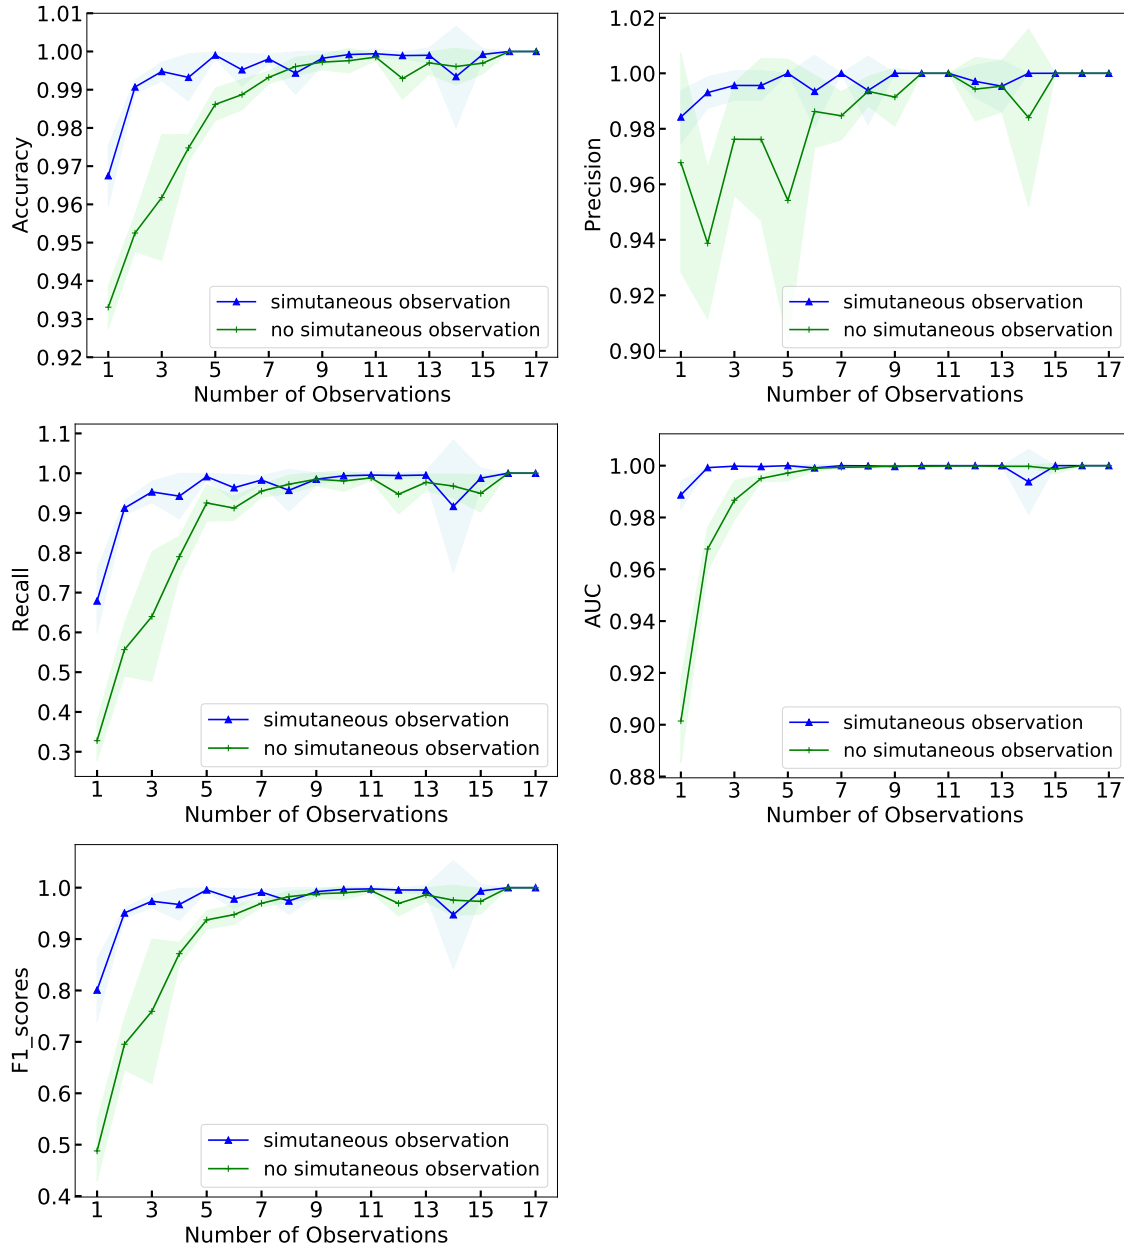 1.01
1.00
0.99
0.98
0.97
0.96
0.95
0.94
0.93
0.92
Accuracy
simutaneous observation
no simutaneous observation
1 3 5 7 9 11 13 15 17
Number of Observations
1.02
1.00
0.98
0.96
0.94
0.92
0.90
Precision
simutaneous observation
no simutaneous observation
1 3 5 7 9 11 13 15 17
Number of Observations
1.1
1.0
0.9
0.8
0.7
0.6
0.5
0.4
0.3
Recall
simutaneous observation
no simutaneous observation
1 3 5 7 9 11 13 15 17
Number of Observations
1.00
0.98
0.96
0.94
0.92
0.90
0.88
AUC
simutaneous observation
no simutaneous observation
1 3 5 7 9 11 13 15 17
Number of Observations
1.0
0.9
0.8
0.7
0.6
0.5
0.4
F1_scores
simutaneous observation
no simutaneous observation
1 3 5 7 9 11 13 15 17
Number of Observations